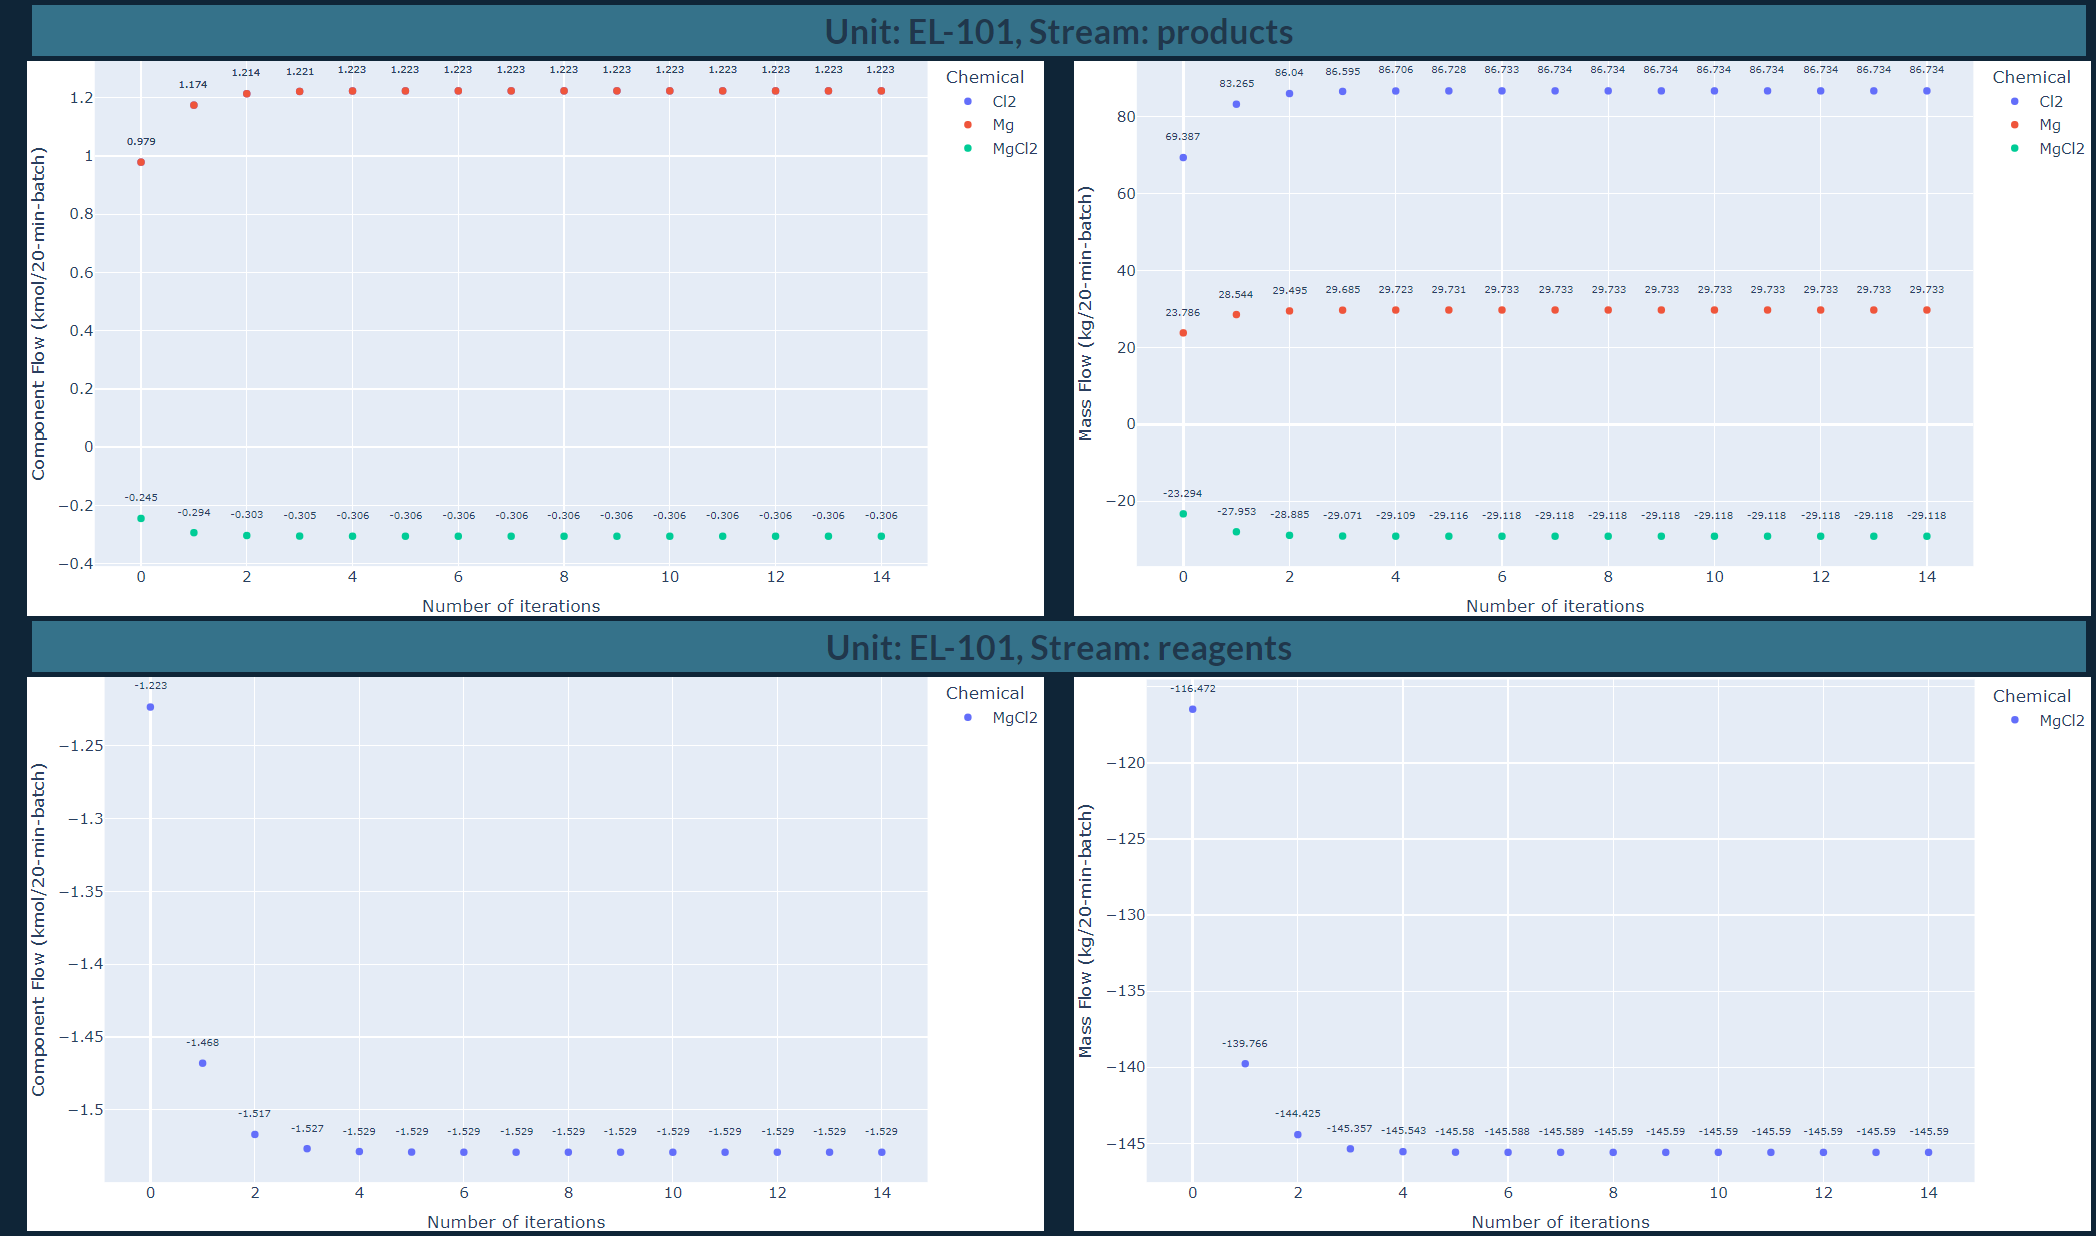 Unit: EL-101, Stream: products
Component Flow (kmol/20-min-batch)
1.2
1
0.8
0.6
0.4
0.2
0
−0.2
−0.4
0.979
1.174
1.214
1.221
1.223 1.223 1.223 1.223 1.223 1.223 1.223 1.223 1.223 1.223 1.223
-0.245
-0.294 -0.303 -0.305 -0.306 -0.306 -0.306 -0.306 -0.306 -0.306 -0.306 -0.306 -0.306 -0.306 -0.306
0 2 4 6 8 10 12 14
Number of iterations
Chemical
Cl2
Mg
MgCl2
Mass Flow (kg/20-min-batch)
80
60
40
20
0
−20
69.387
83.265
86.04
86.595 86.706 86.728 86.733 86.734 86.734 86.734 86.734 86.734 86.734 86.734 86.734
23.786
28.544
29.495 29.685 29.723 29.731 29.733 29.733 29.733 29.733 29.733 29.733 29.733 29.733 29.733
-23.294
-27.953
-28.885 -29.071 -29.109 -29.116 -29.118 -29.118 -29.118 -29.118 -29.118 -29.118 -29.118 -29.118 -29.118
0 2 4 6 8 10 12 14
Number of iterations
Chemical
Cl2
Mg
MgCl2
Unit: EL-101, Stream: reagents
Component Flow (kmol/20-min-batch)
−1.25
−1.3
−1.35
−1.4
−1.45
−1.5
-1.223
-1.468
-1.517
-1.527
-1.529 -1.529 -1.529 -1.529 -1.529 -1.529 -1.529 -1.529 -1.529 -1.529 -1.529
0 2 4 6 8 10 12 14
Number of iterations
Chemical
MgCl2
Mass Flow (kg/20-min-batch)
−120
−125
−130
−135
−140
−145
-116.472
-139.766
-144.425
-145.357 -145.543 -145.58 -145.588 -145.589 -145.59 -145.59 -145.59 -145.59 -145.59 -145.59 -145.59
0 2 4 6 8 10 12 14
Number of iterations
Chemical
MgCl2